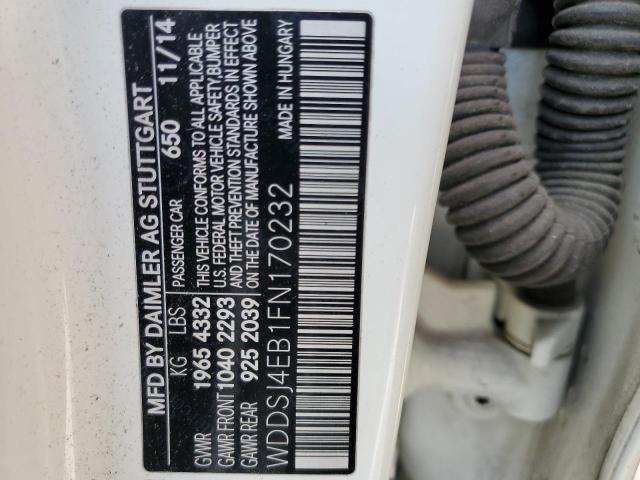 MFD BY DAIMLER AG STUTTGART
KG LBS PASSENGER CAR 650 11/14
GVWR 1965 4332 THIS VEHICLE CONFORMS TO ALL APPLICABLE
GAWR FRONT 1040 2293 U.S. FEDERAL MOTOR VEHICLE SAFETY,BUMPER
AND THEFT PREVENTION STANDARDS IN EFFECT
GAWR REAR 925 2039 ON THE DATE OF MANUFACTURE SHOWN ABOVE
WDDSJ4EB1FN170232 MADE IN HUNGARY